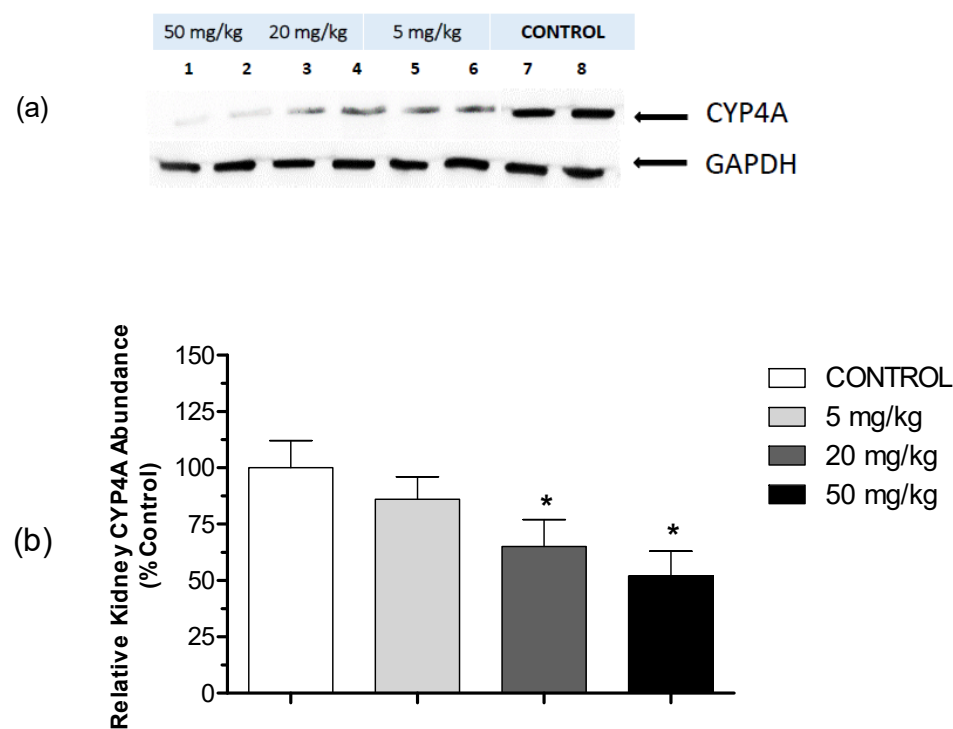 50 mg/kg 20 mg/kg 5 mg/kg CONTROL
1 2 3 4 5 6 7 8
(a)
CYP4A
GAPDH
(b)
Relative Kidney CYP4A Abundance
(% Control)
150
125
100
75
50
25
0
*
*
CONTROL
5 mg/kg
20 mg/kg
50 mg/kg